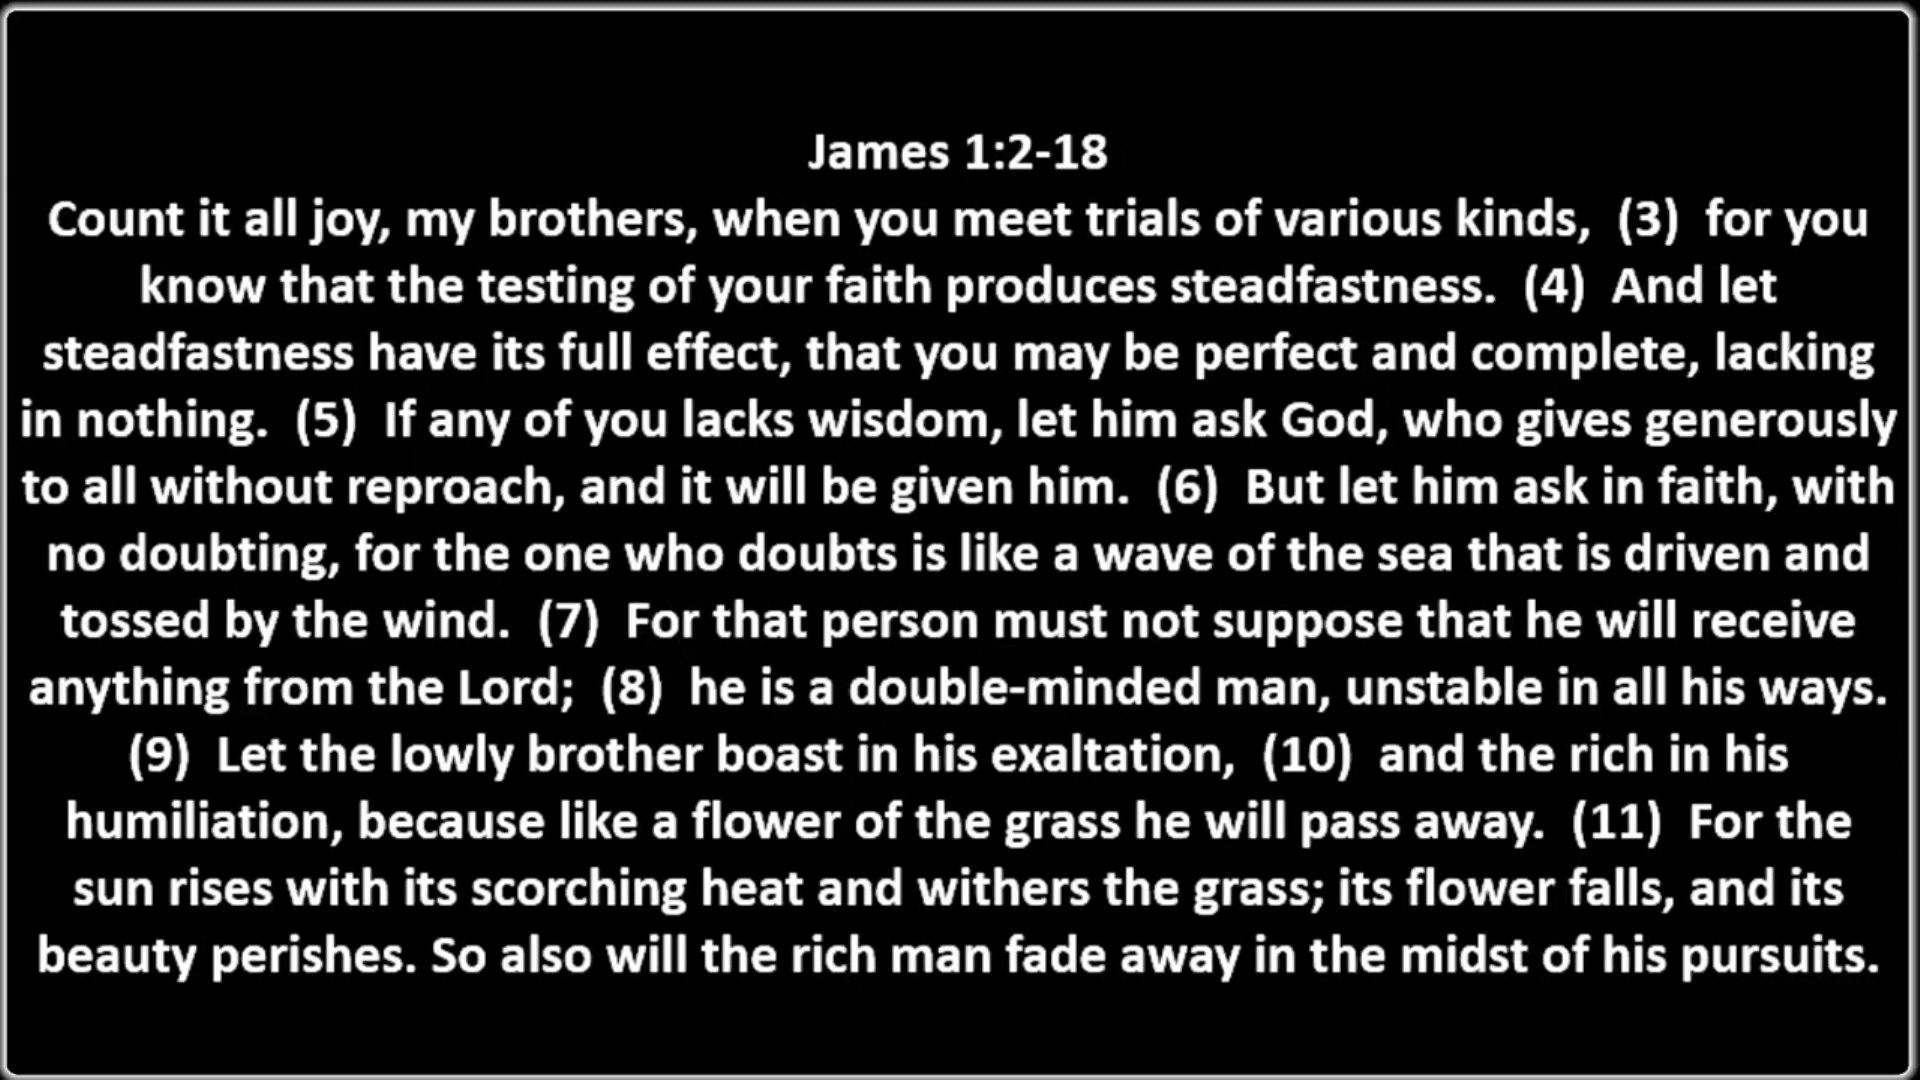 James 1:2-18
Count it all joy, my brothers, when you meet trials of various kinds, (3) for you
know that the testing of your faith produces steadfastness. (4) And let
steadfastness have its full effect, that you may be perfect and complete, lacking
in nothing. (5) If any of you lacks wisdom, let him ask God, who gives generously
to all without reproach, and it will be given him. (6) But let him ask in faith, with
no doubting, for the one who doubts is like a wave of the sea that is driven and
tossed by the wind. (7) For that person must not suppose that he will receive
anything from the Lord; (8) he is a double-minded man, unstable in all his ways.
(9) Let the lowly brother boast in his exaltation, (10) and the rich in his
humiliation, because like a flower of the grass he will pass away. (11) For the
sun rises with its scorching heat and withers the grass; its flower falls, and its
beauty perishes. So also will the rich man fade away in the midst of his pursuits.